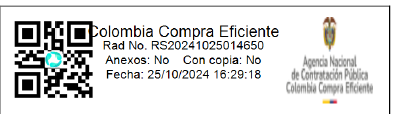 Colombia Compra Eficiente
Rad No. RS20241025014650
Anexos: No Con copia: No
Fecha: 25/10/2024 16:29:18
Agencia Nacional
de Contratación Pública
Colombia Compra Eficiente